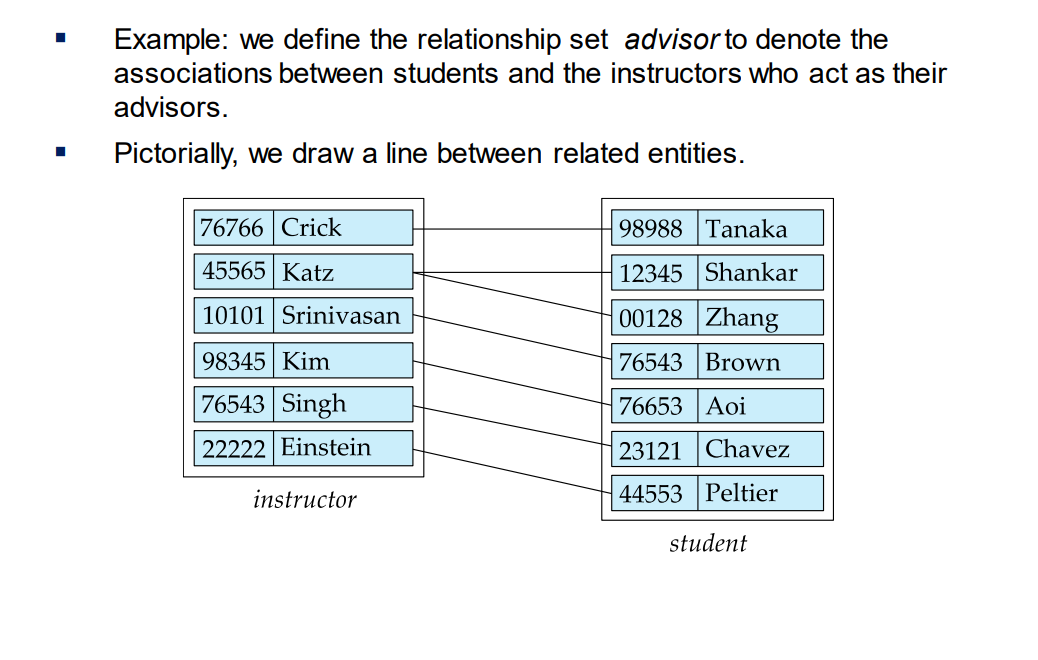 ▪ Example: we define the relationship set advisor to denote the
associations between students and the instructors who act as their
advisors.
▪ Pictorially, we draw a line between related entities.
76766 Crick
45565 Katz
10101 Srinivasan
98345 Kim
76543 Singh
22222 Einstein
instructor
98988 Tanaka
12345 Shankar
00128 Zhang
76543 Brown
76653 Aoi
23121 Chavez
44553 Peltier
student